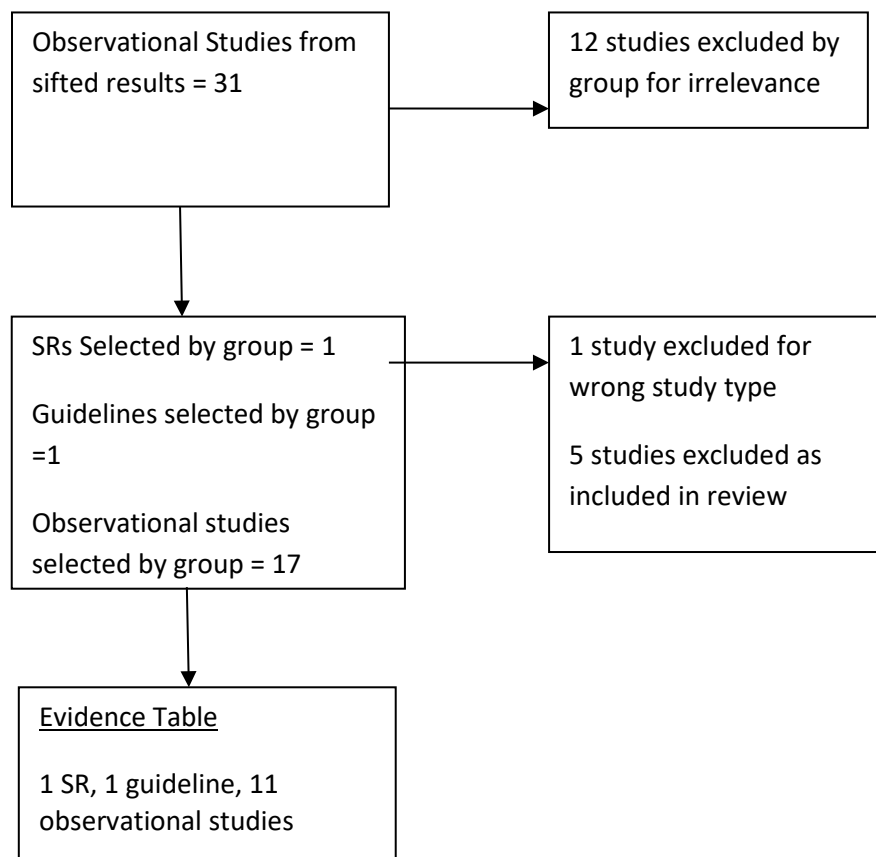 Observational Studies from
sifted results = 31
12 studies excluded by
group for irrelevance
SRs Selected by group = 1
Guidelines selected by group
=1
Observational studies
selected by group = 17
1 study excluded for
wrong study type
5 studies excluded as
included in review
Evidence Table
1 SR, 1 guideline, 11
observational studies